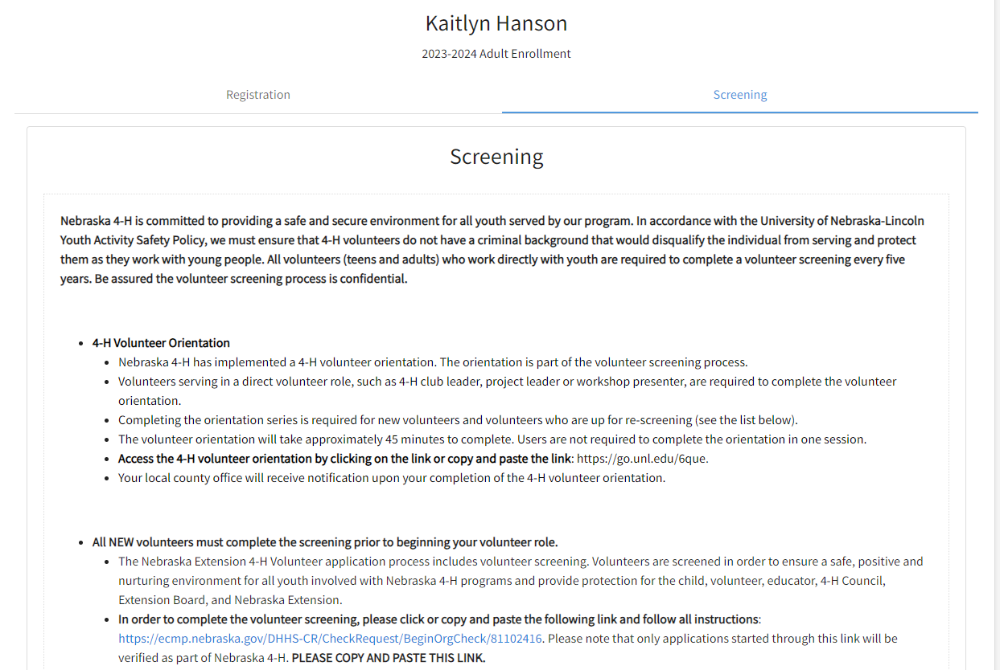 Kaitlyn Hanson
2023-2024 Adult Enrollment
Registration
Screening
Screening
Nebraska 4-H is committed to providing a safe and secure environment for all youth served by our program. In accordance with the University of Nebraska-Lincoln
Youth Activity Safety Policy, we must ensure that 4-H volunteers do not have a criminal background that would disqualify the individual from serving and protect
them as they work with young people. All volunteers (teens and adults) who work directly with youth are required to complete a volunteer screening every five
years. Be assured the volunteer screening process is confidential.
• 4-H Volunteer Orientation
• Nebraska 4-H has implemented a 4-H volunteer orientation. The orientation is part of the volunteer screening process.
• Volunteers serving in a direct volunteer role, such as 4-H club leader, project leader or workshop presenter, are required to complete the volunteer
orientation.
• Completing the orientation series is required for new volunteers and volunteers who are up for re-screening (see the list below).
• The volunteer orientation will take approximately 45 minutes to complete. Users are not required to complete the orientation in one session.
• Access the 4-H volunteer orientation by clicking on the link or copy and paste the link: https://go.unl.edu/6que.
• Your local county office will receive notification upon your completion of the 4-H volunteer orientation.
• All NEW volunteers must complete the screening prior to beginning your volunteer role.
• The Nebraska Extension 4-H Volunteer application process includes volunteer screening. Volunteers are screened in order to ensure a safe, positive and
nurturing environment for all youth involved with Nebraska 4-H programs and provide protection for the child, volunteer, educator, 4-H Council,
Extension Board, and Nebraska Extension.
• In order to complete the volunteer screening, please click or copy and paste the following link and follow all instructions:
https://ecmp.nebraska.gov/DHHS-CR/CheckRequest/BeginOrgCheck/81102416. Please note that only applications started through this link will be
verified as part of Nebraska 4-H. PLEASE COPY AND PASTE THIS LINK.